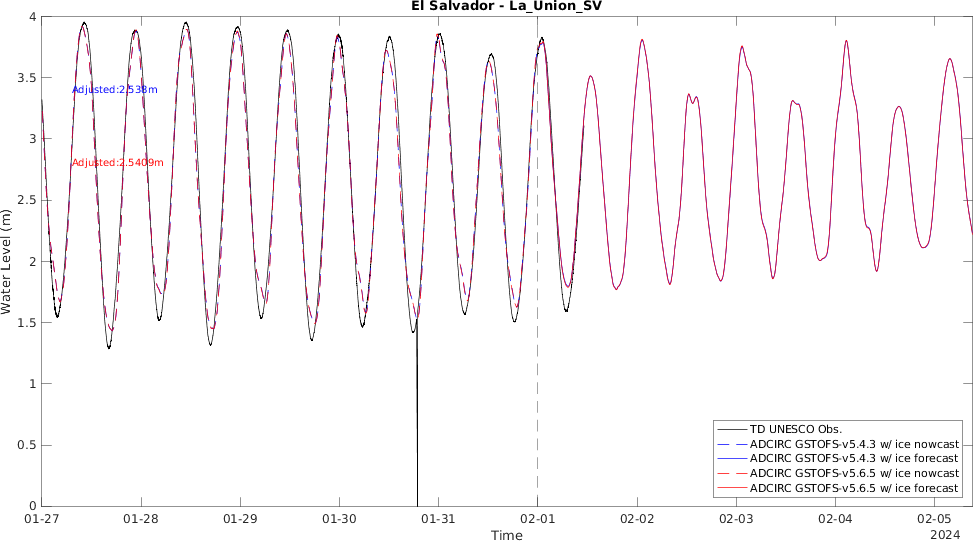 El Salvador - La_Union_SV
4
3.5
3
2.5
2
1.5
1
0.5
0
Water Level (m)
Adjusted:2.538m
Adjusted:2.5409m
TD UNESCO Obs.
ADCIRC GSTOFS-v5.4.3 w/ ice nowcast
ADCIRC GSTOFS-v5.4.3 w/ ice forecast
ADCIRC GSTOFS-v5.6.5 w/ ice nowcast
ADCIRC GSTOFS-v5.6.5 w/ ice forecast
01-27 01-28 01-29 01-30 01-31 02-01 02-02 02-03 02-04 02-05
Time
2024